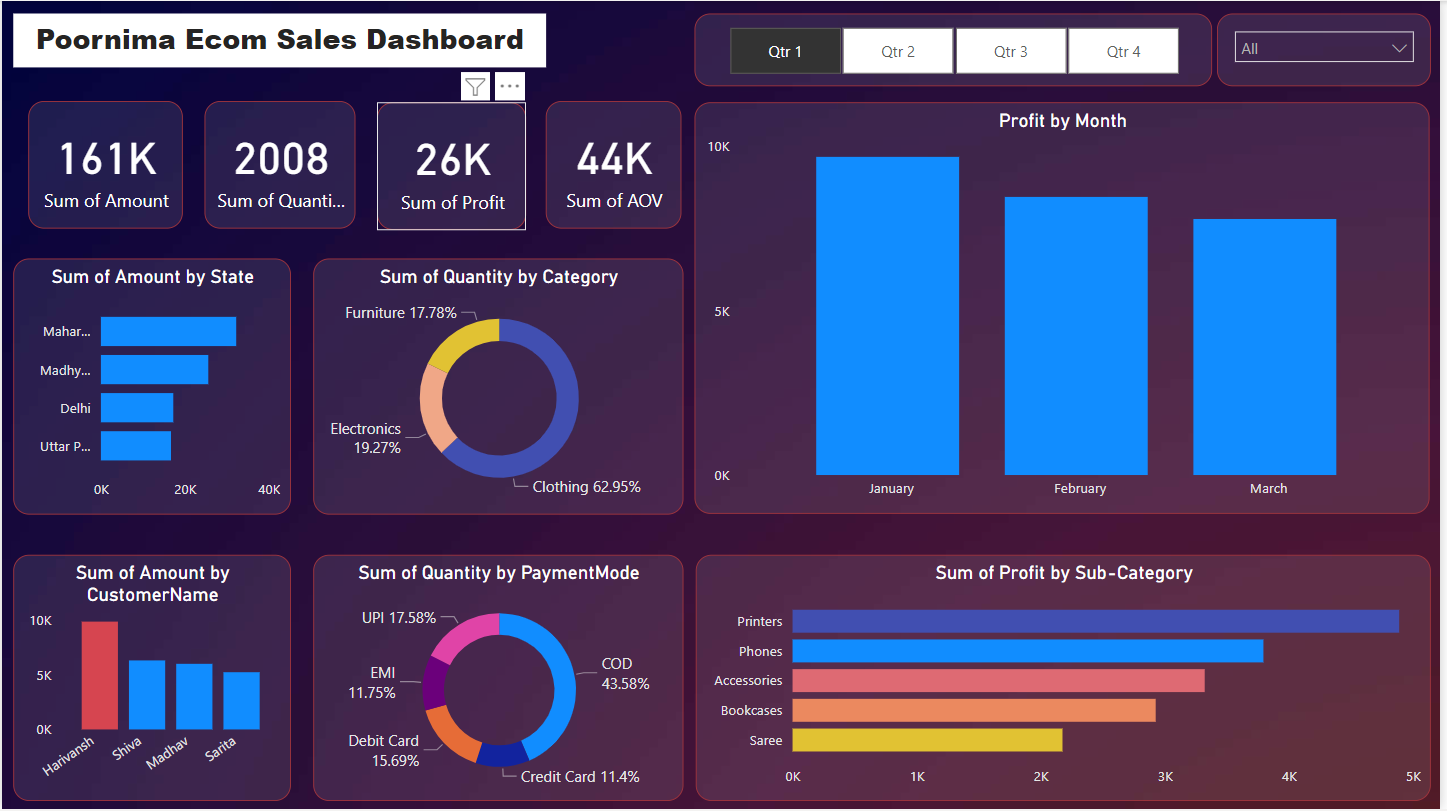 Poornima Ecom Sales Dashboard
Qtr 1
Qtr 2
Qtr 3
Qtr 4
All
161K
Sum of Amount
2008
Sum of Quanti...
26K
Sum of Profit
44K
Sum of AOV
Profit by Month
10K
5K
0K
January
February
March
Sum of Amount by State
Mahar...
Madhy...
Delhi
Uttar P...
0K
20K
40K
Sum of Quantity by Category
Furniture 17.78%
Electronics
19.27%
Clothing 62.95%
Sum of Amount by
CustomerName
10K
5K
0K
Harivansh
Shiva
Madhav
Sarita
Sum of Quantity by PaymentMode
UPI 17.58%
EMI
11.75%
Debit Card
15.69%
Credit Card 11.4%
COD
43.58%
Sum of Profit by Sub-Category
Printers
Phones
Accessories
Bookcases
Saree
0K
1K
2K
3K
4K
5K